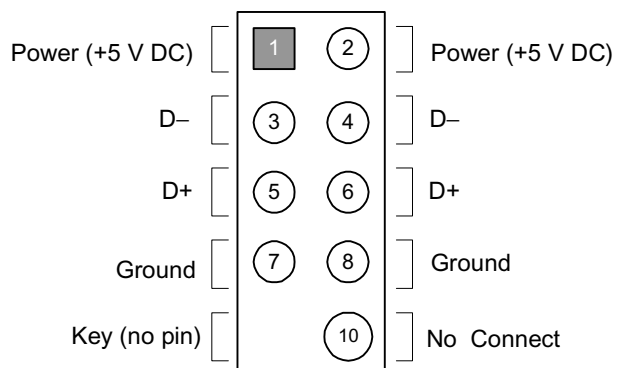 Power (+5 V DC) 1 2 Power (+5 V DC)
D− 3 4 D−
D+ 5 6 D+
Ground 7 8 Ground
Key (no pin) 10 No Connect